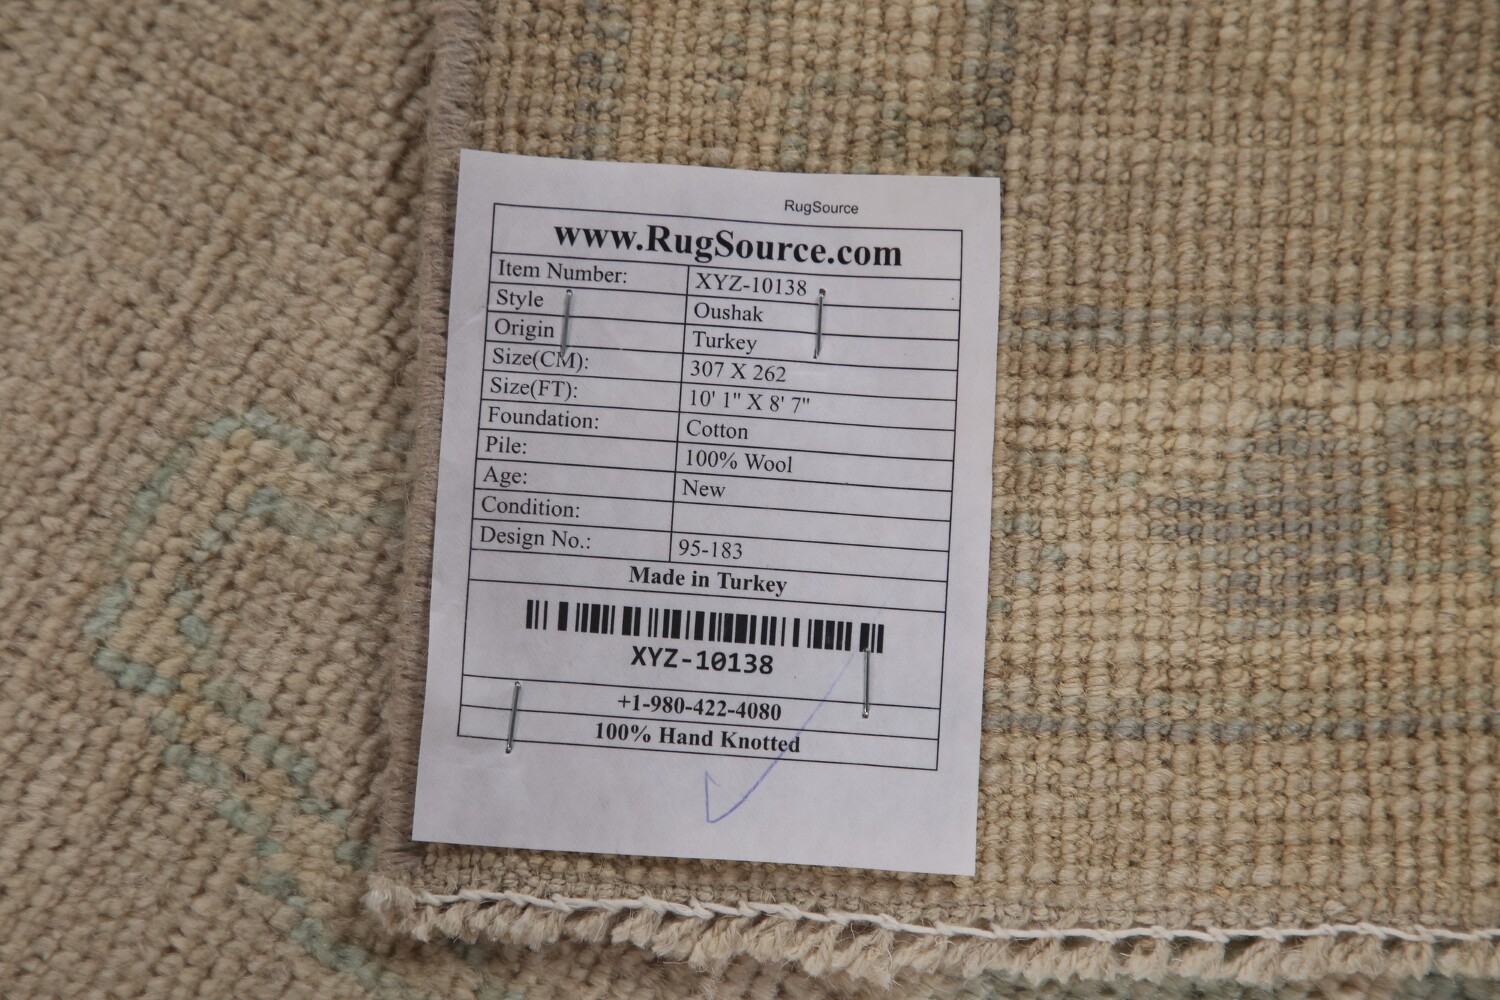 RugSource
www.RugSource.com
Item Number: XYZ-10138
Style Oushak
Origin Turkey
Size(CM): 307 X 262
Size(FT): 10' 1" X 8' 7"
Foundation: Cotton
Pile: 100% Wool
Age: New
Condition:
Design No.: 95-183
Made in Turkey
XYZ-10138
+1-980-422-4080
100% Hand Knotted